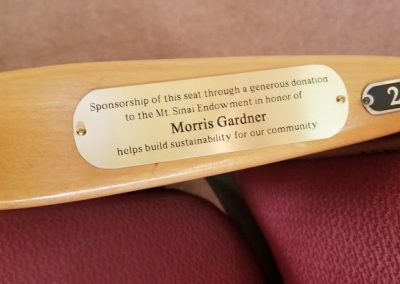 Sponsorship of this seat through a generous donation
to the Mt. Sinai Endowment in honor of
Morris Gardner
helps build sustainability for our community
2